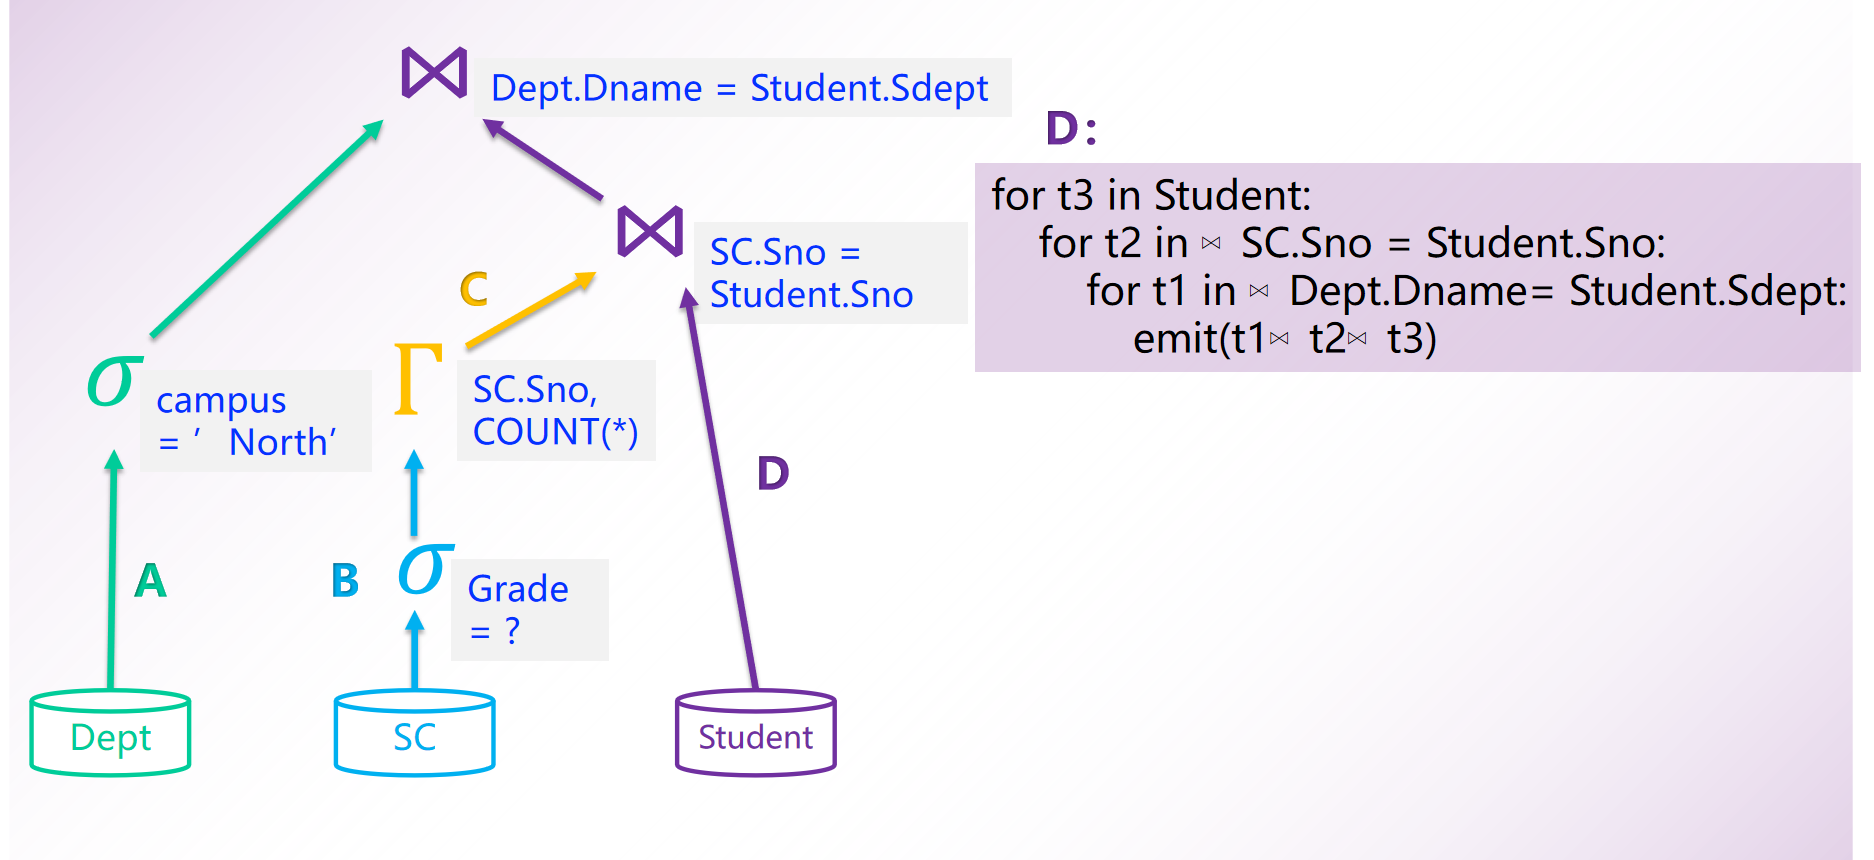 ⋈ Dept.Dname = Student.Sdept
D:
for t3 in Student:
for t2 in ⋈ SC.Sno = Student.Sno:
for t1 in ⋈ Dept.Dname= Student.Sdept:
emit(t1⋈ t2⋈ t3)
⋈ SC.Sno =
Student.Sno
C
σ campus
= ’ North’
Γ SC.Sno,
COUNT(*)
D
A
B
σ Grade
= ?
Dept
SC
Student